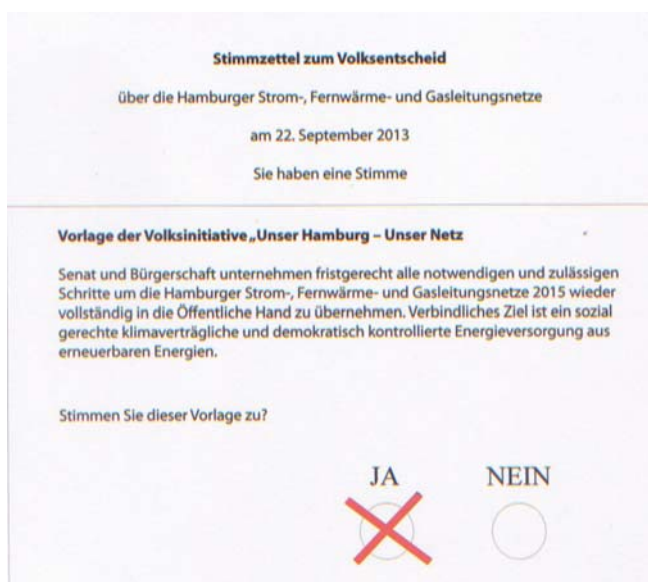 Stimmzettel zum Volksentscheid
über die Hamburger Strom-, Fernwärme- und Gasleitungsnetze
am 22. September 2013
Sie haben eine Stimme
Vorlage der Volksinitiative „Unser Hamburg – Unser Netz
Senat und Bürgerschaft unternehmen fristgerecht alle notwendigen und zulässigen
Schritte um die Hamburger Strom-, Fernwärme- und Gasleitungsnetze 2015 wieder
vollständig in die Öffentliche Hand zu übernehmen. Verbindliches Ziel ist ein sozial
gerechte klimaverträgliche und demokratisch kontrollierte Energieversorgung aus
erneuerbaren Energien.
Stimmen Sie dieser Vorlage zu?
JA NEIN